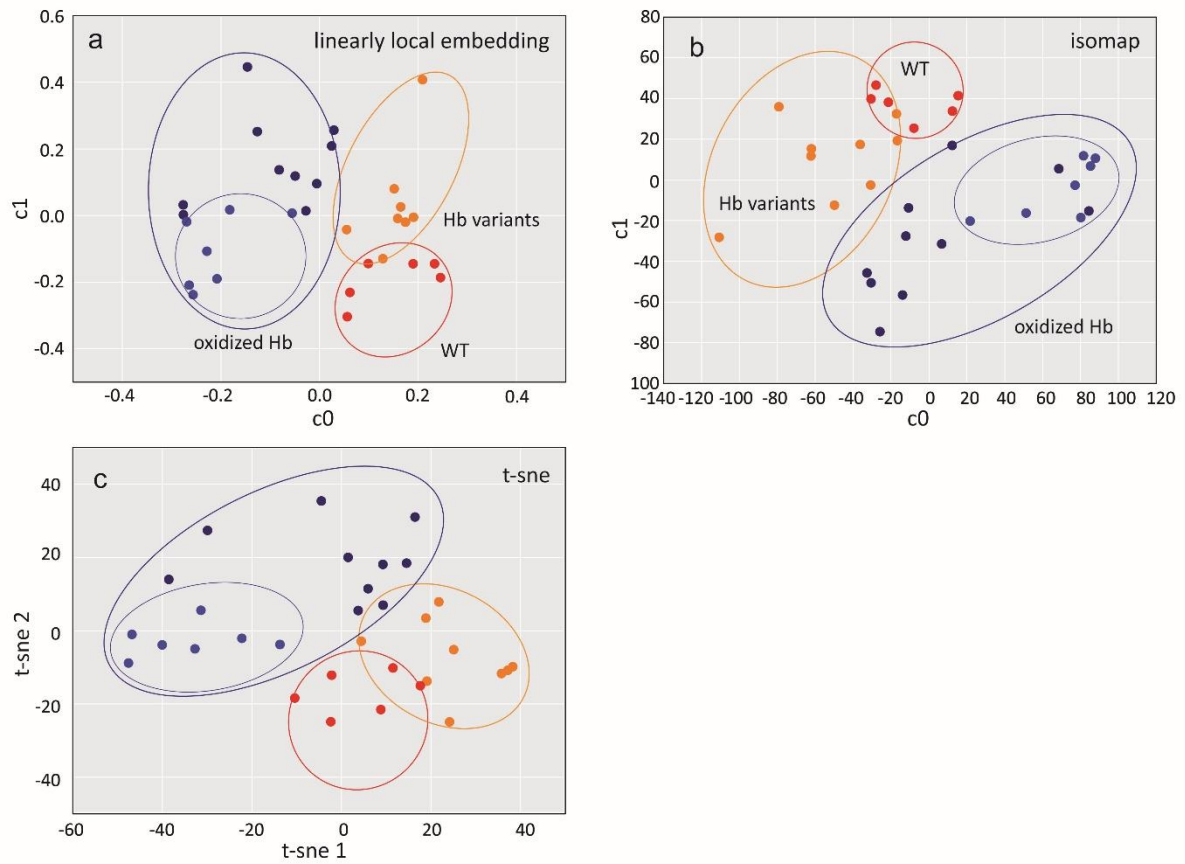 a
linearly local embedding
0.6
0.4
0.2
0.0
-0.2
-0.4
c1
Hb variants
oxidized Hb
WT
-0.4 -0.2 0.0 0.2 0.4
c0
b
isomap
80
60
40
20
0
-20
-40
-60
-80
100
c1
WT
Hb variants
oxidized Hb
-140 -120 -100 -80 -60 -40 -20 0 20 40 60 80 100 120
c0
c
t-sne
40
20
0
-20
-40
t-sne 2
-60 -40 -20 0 20 40
t-sne 1